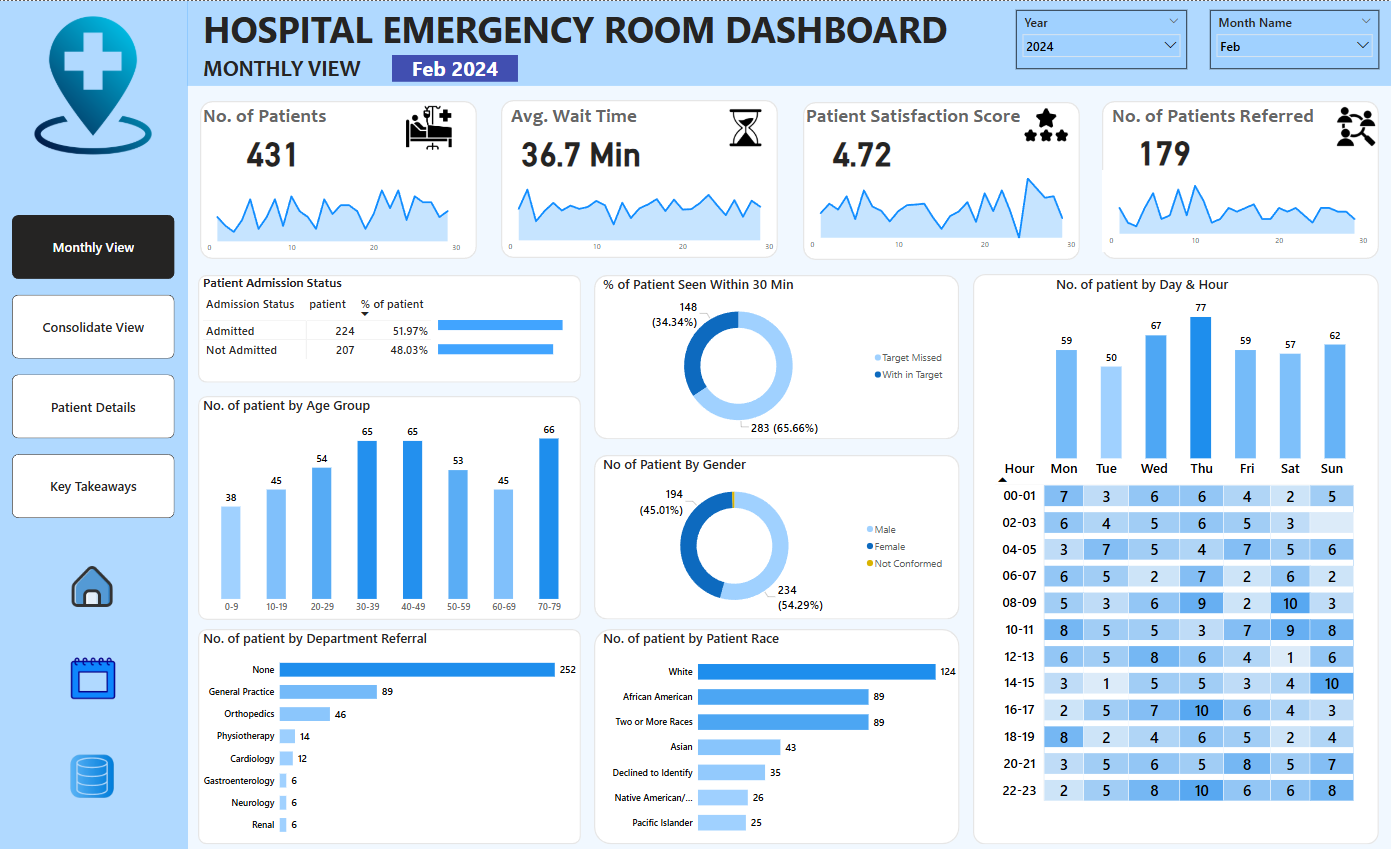 HOSPITAL EMERGENCY ROOM DASHBOARD
MONTHLY VIEW
Feb 2024
Year
2024
Month Name
Feb
Monthly View
Consolidate View
Patient Details
Key Takeaways
No. of Patients
431
0 10 20 30
Avg. Wait Time
36.7 Min
0 10 20 30
Patient Satisfaction Score
4.72
0 10 20 30
No. of Patients Referred
179
0 10 20 30
Patient Admission Status
Admission Status patient % of patient
Admitted 224 51.97%
Not Admitted 207 48.03%
No. of patient by Age Group
38 45 54 65 65 53 45 66
0-9 10-19 20-29 30-39 40-49 50-59 60-69 70-79
No. of patient by Department Referral
None 252
General Practice 89
Orthopedics 46
Physiotherapy 14
Cardiology 12
Gastroenterology 6
Neurology 6
Renal 6
% of Patient Seen Within 30 Min
148
(34.34%)
283 (65.66%)
Target Missed
With in Target
No of Patient By Gender
194
(45.01%)
234
(54.29%)
Male
Female
Not Conformed
No. of patient by Patient Race
White 124
African American 89
Two or More Races 89
Asian 43
Declined to Identify 35
Native American/... 26
Pacific Islander 25
No. of patient by Day & Hour
59 50 67 77 59 57 62
Hour Mon Tue Wed Thu Fri Sat Sun
00-01 7 3 6 6 4 2 5
02-03 6 4 5 6 5 3
04-05 3 7 5 4 7 5 6
06-07 6 5 2 7 2 6 2
08-09 5 3 6 9 2 10 3
10-11 8 5 5 3 7 9 8
12-13 6 5 8 6 4 1 6
14-15 3 1 5 5 3 4 10
16-17 2 5 7 10 6 4 3
18-19 8 2 4 6 5 2 4
20-21 3 5 6 5 8 5 7
22-23 2 5 8 10 6 6 8